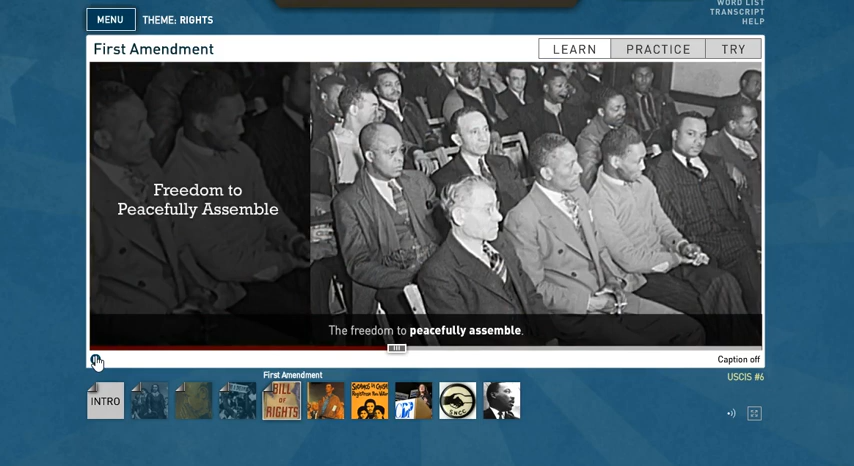 WORD LIST
TRANSCRIPT
HELP
MENU
THEME: RIGHTS
First Amendment
LEARN
PRACTICE
TRY
Freedom to
Peacefully Assemble
The freedom to peacefully assemble.
Caption off
First Amendment
USCIS #6
INTRO
BILL
OF
RIGHTS
SNCC